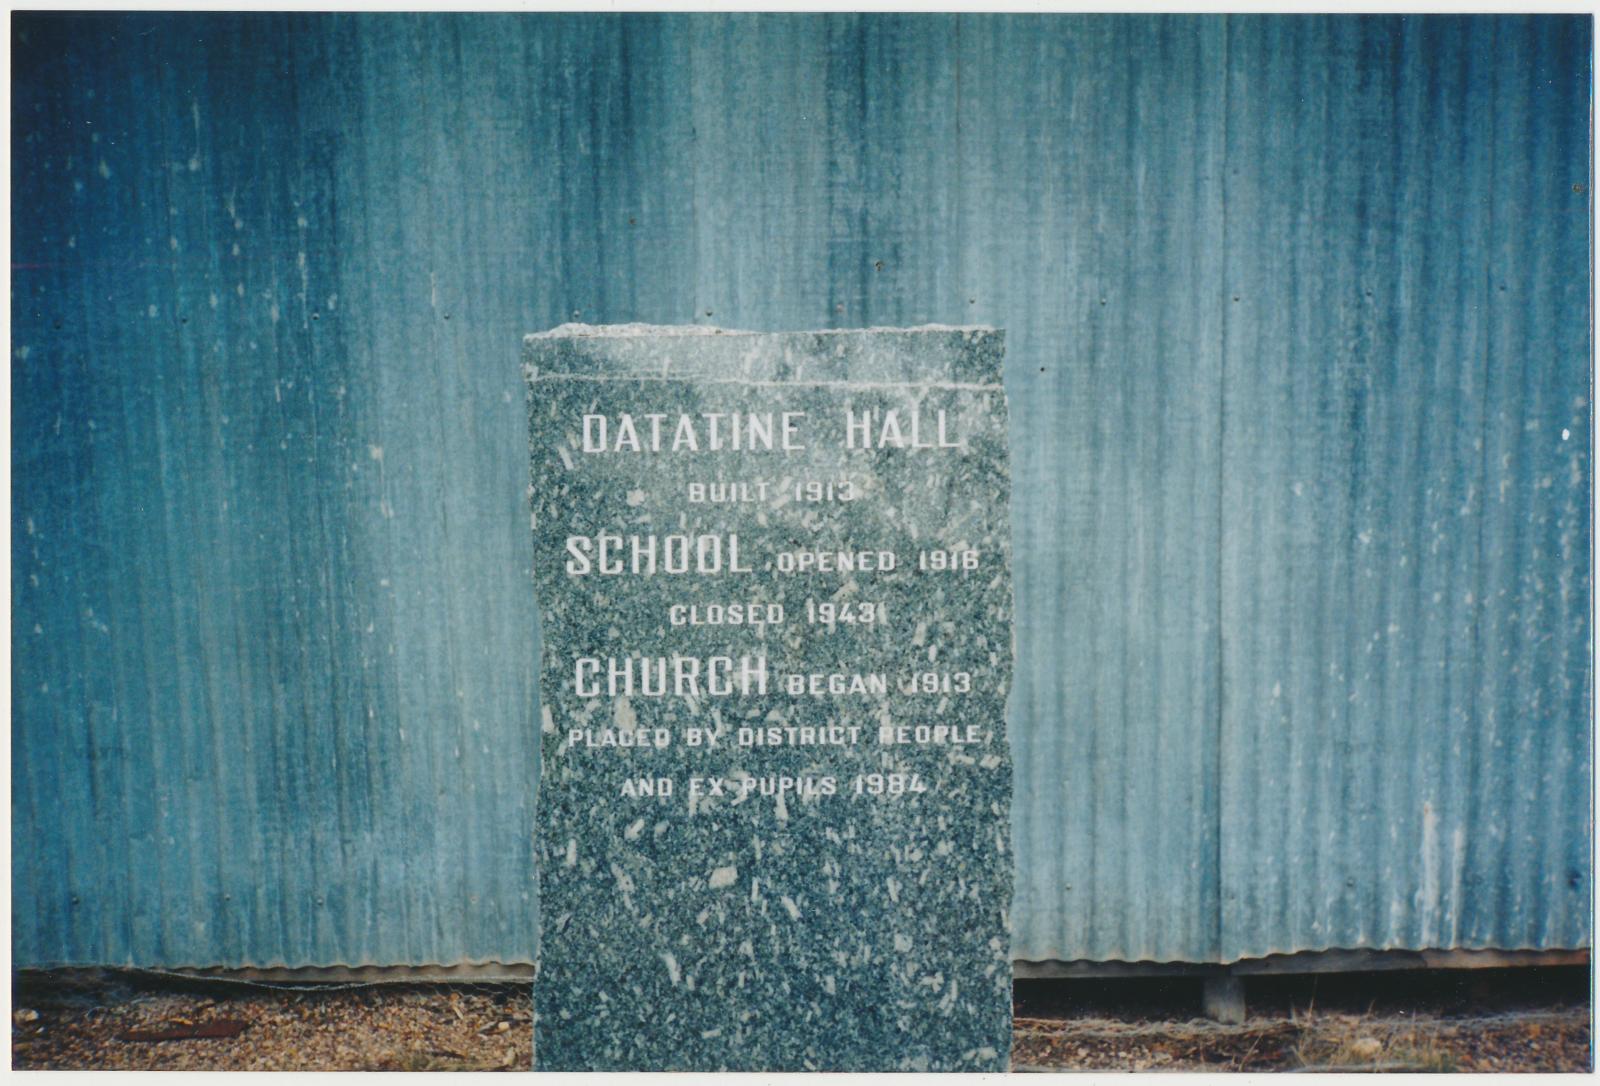 DATATINE HALL
BUILT 1913
SCHOOL OPENED 1916
CLOSED 1943
CHURCH BEGAN 1913
PLACED BY DISTRICT PEOPLE
AND EX PUPILS 1984